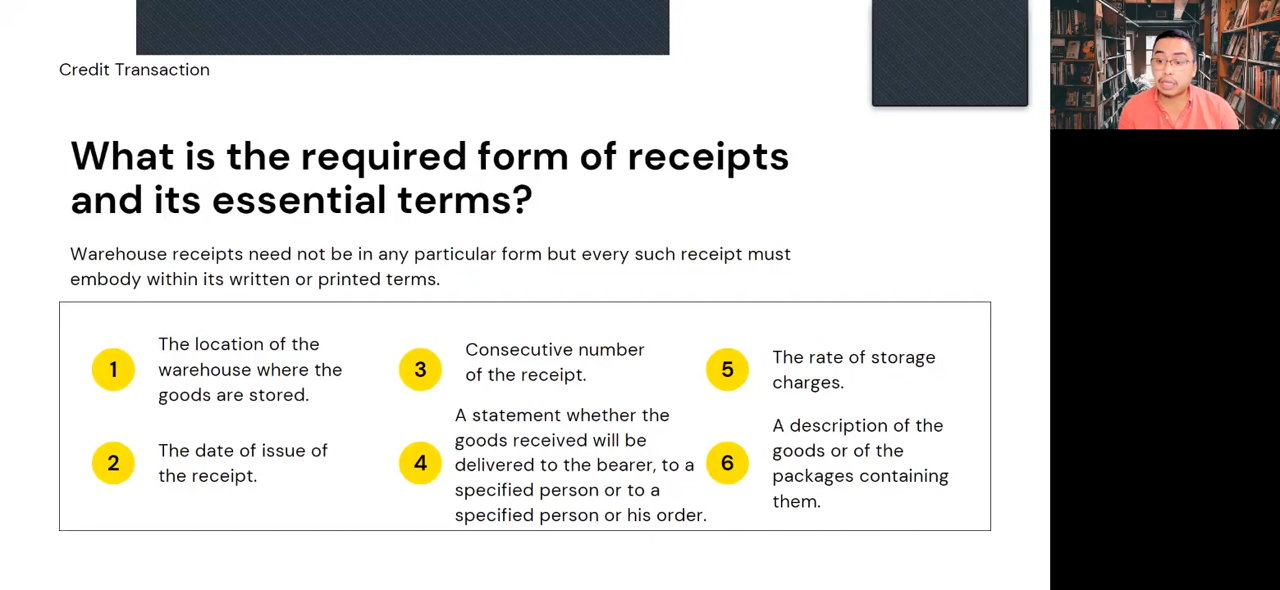 Credit Transaction
What is the required form of receipts
and its essential terms?
Warehouse receipts need not be in any particular form but every such receipt must
embody within its written or printed terms.
1
The location of the
warehouse where the
goods are stored.
2
The date of issue of
the receipt.
3
Consecutive number
of the receipt.
4
A statement whether the
goods received will be
delivered to the bearer, to a
specified person or to a
specified person or his order.
5
The rate of storage
charges.
6
A description of the
goods or of the
packages containing
them.